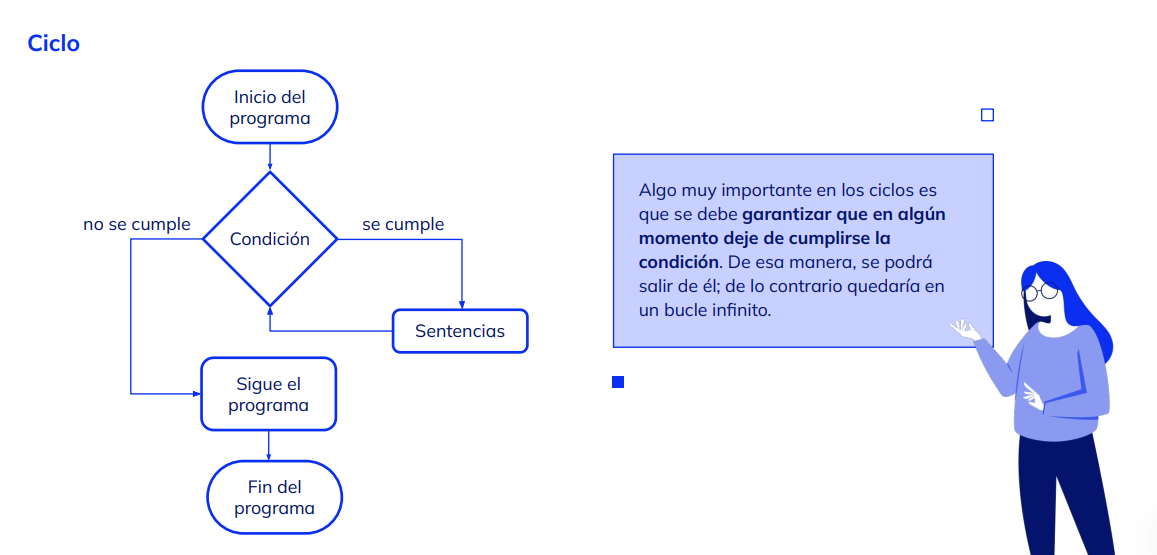 Ciclo
Inicio del
programa
no se cumple
Condición
se cumple
Sentencias
Sigue el
programa
Fin del
programa
Algo muy importante en los ciclos es
que se debe garantizar que en algún
momento deje de cumplirse la
condición. De esa manera, se podrá
salir de él; de lo contrario quedaría en
un bucle infinito.